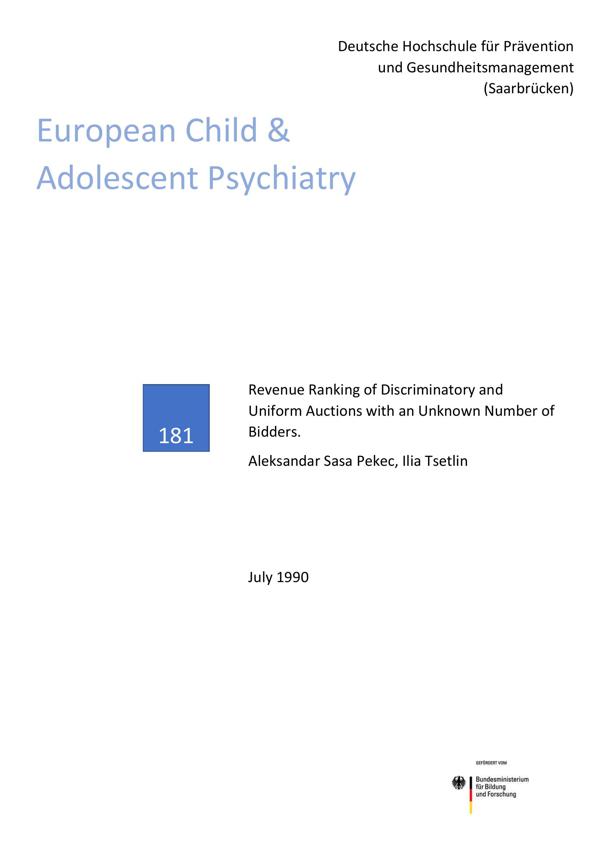 Deutsche Hochschule für Prävention
und Gesundheitsmanagement
(Saarbrücken)
European Child &
Adolescent Psychiatry
181
Revenue Ranking of Discriminatory and
Uniform Auctions with an Unknown Number of
Bidders.
Aleksandar Sasa Pekec, Ilia Tsetlin
July 1990
GEFÖRDERT VOM
Bundesministerium
für Bildung
und Forschung